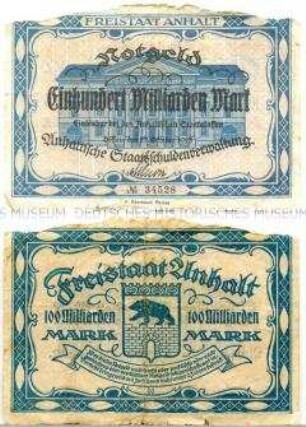 FREISTAAT ANHALT
Notgeld
Einhundert Milliarden Mark
Anhaltische Staatsschuldenverwaltung.
№ 34528
S MUSEUM DEUTSCHES HISTORISCHES MUSEUM
Freistaat Anhalt
100 Milliarden 100 Milliarden
MARK MARK